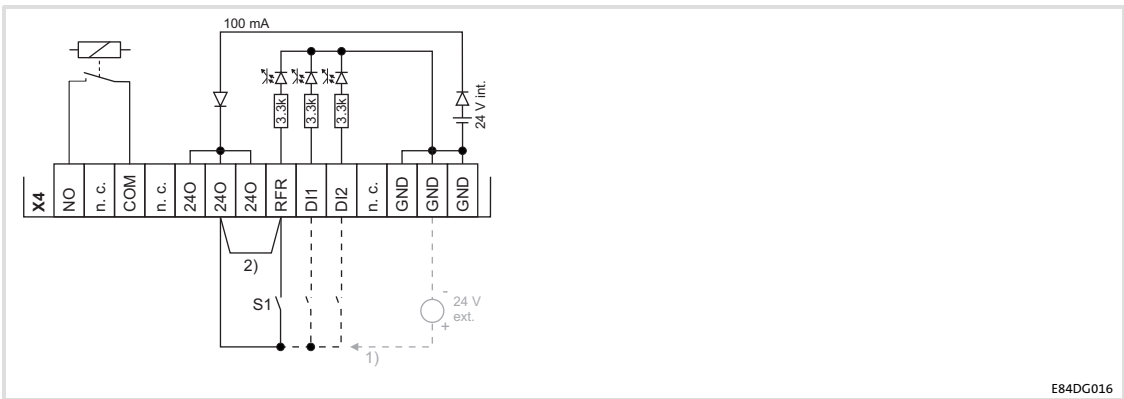 100 mA
3.3k
3.3k
3.3k
24 V int.
X4
NO
n. c.
COM
n. c.
24O
24O
24O
RFR
DI1
DI2
n. c.
GND
GND
GND
2)
S1
-
24 V
ext.
+
1)
E84DG016